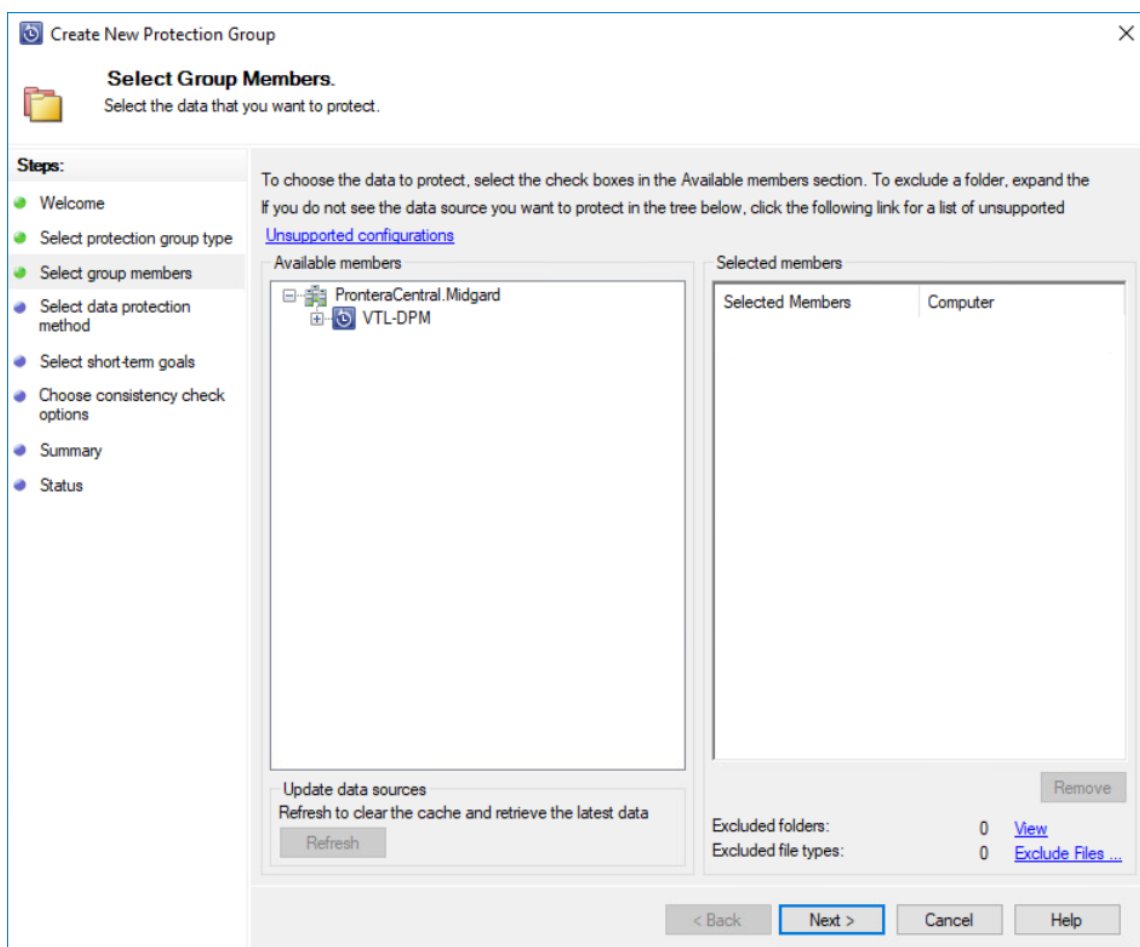 Create New Protection Group
Select Group Members.
Select the data that you want to protect.
Steps:
Welcome
Select protection group type
Select group members
Select data protection
method
Select short-term goals
Choose consistency check
options
Summary
Status
To choose the data to protect, select the check boxes in the Available members section. To exclude a folder, expand the
If you do not see the data source you want to protect in the tree below, click the following link for a list of unsupported
Unsupported configurations
Available members
PronteraCentral.Midgard
VTL-DPM
Update data sources
Refresh to clear the cache and retrieve the latest data
Refresh
Selected members
Selected Members Computer
Remove
Excluded folders: 0 View
Excluded file types: 0 Exclude Files ...
< Back Next > Cancel Help